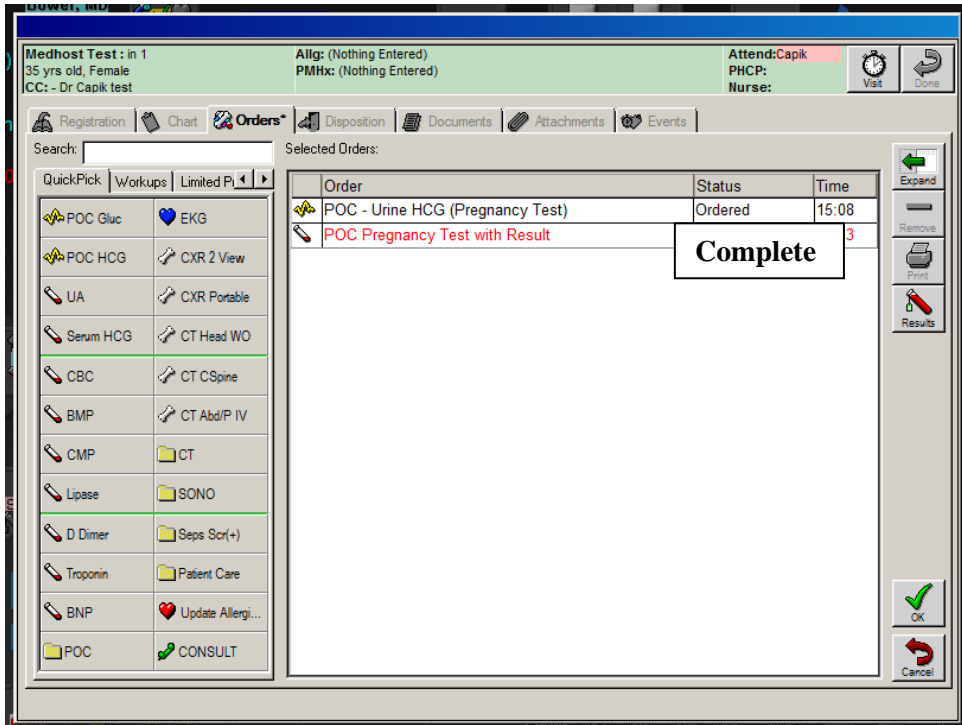 Medhost Test : in 1
35 yrs old, Female
CC: - Dr Capik test
Allg: (Nothing Entered)
PMHx: (Nothing Entered)
Attend:Capik
PHCP:
Nurse:
Visit
Done
Registration
Chart
Orders*
Disposition
Documents
Attachments
Events
Search:
Selected Orders:
QuickPick
Workups
Order
Status
Time
POC - Urine HCG (Pregnancy Test)
Ordered
15:08
POC Pregnancy Test with Result
Complete
3
POC Gluc
EKG
POC HCG
CXR 2 View
UA
CXR Portable
Serum HCG
CT Head WO
CBC
CT CSpine
BMP
CT Abd/P IV
CMP
CT
Lipase
SONO
D Dimer
Seps Scr(+)
Troponin
Patient Care
BNP
Update Allergi...
POC
CONSULT
Expand
Remove
Print
Results
OK
Cancel